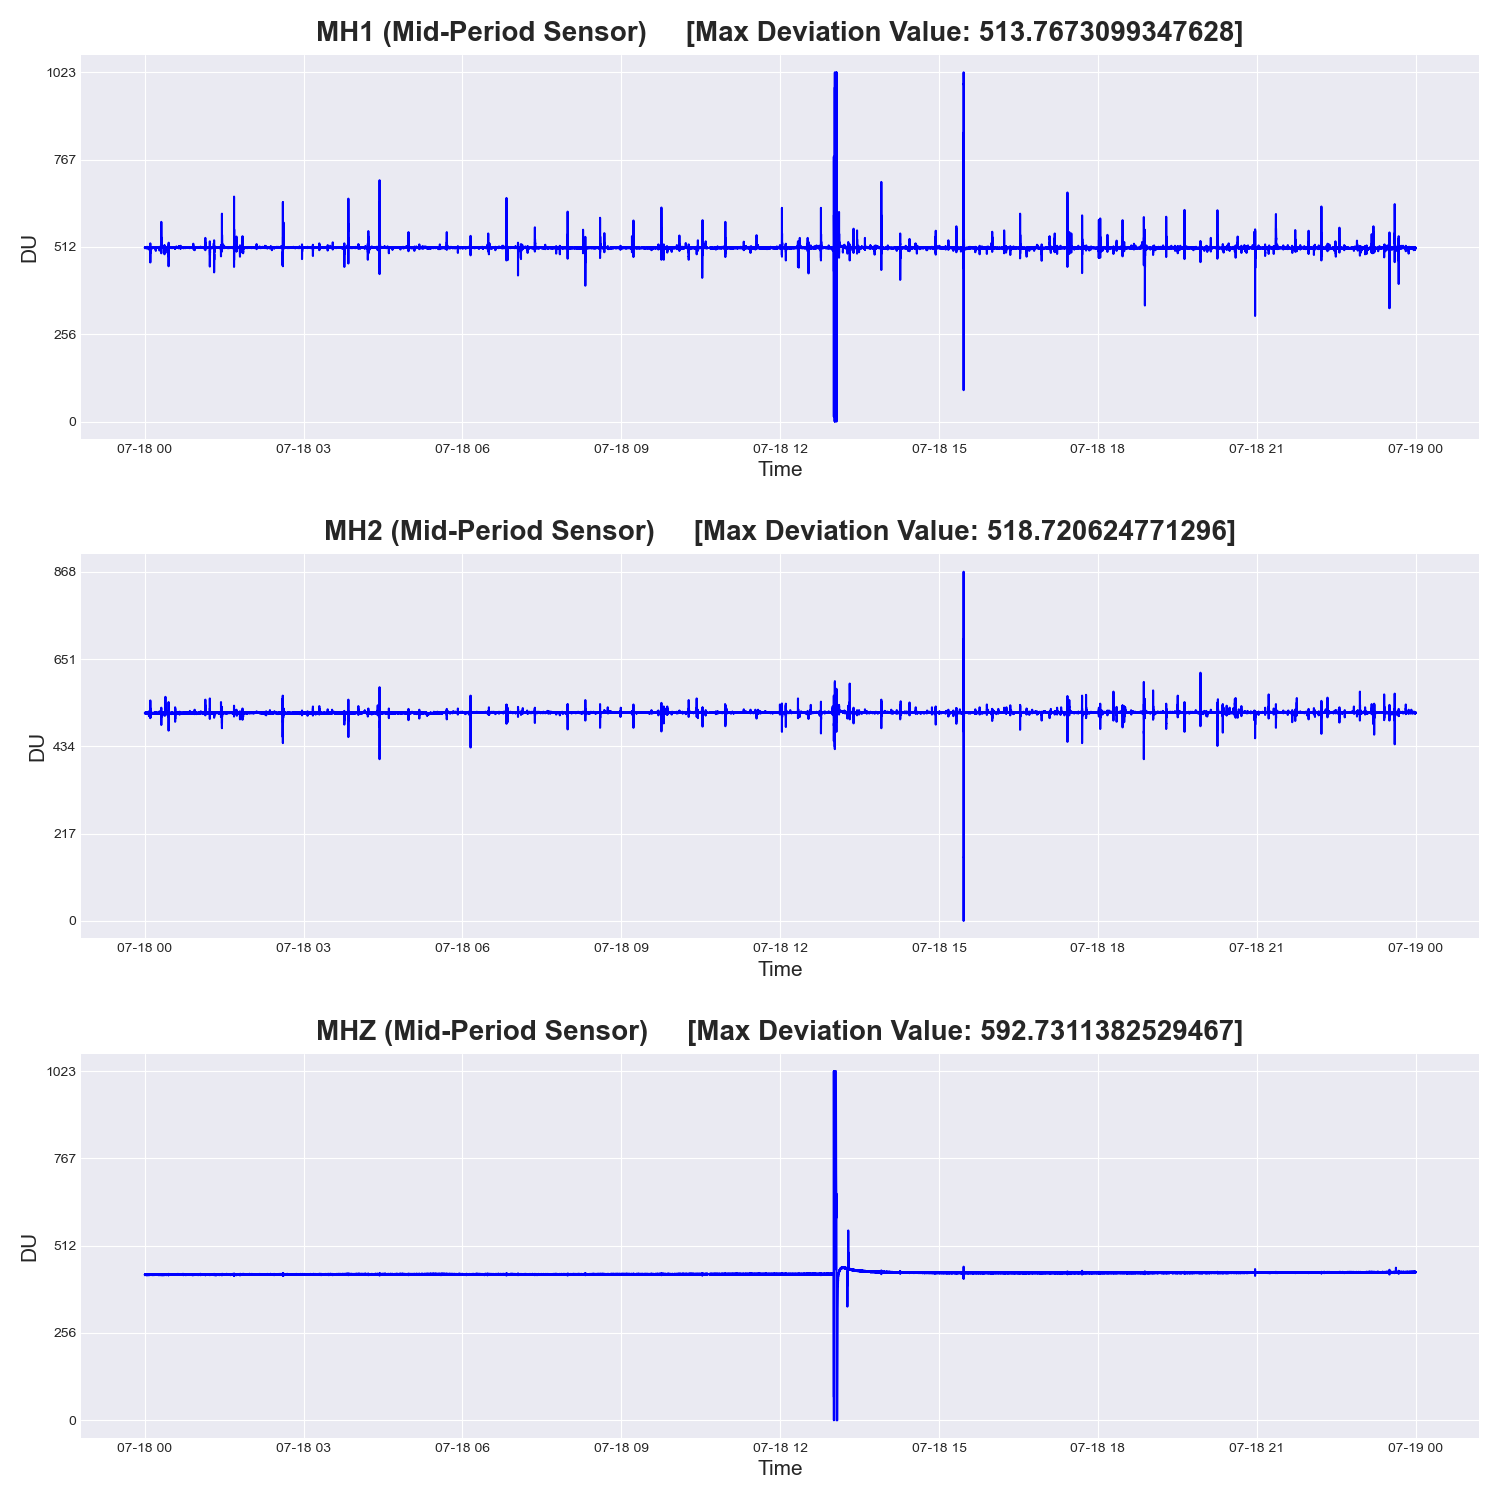 MH1 (Mid-Period Sensor) [Max Deviation Value: 513.7673099347628]
1023
767
512
256
0
DU
07-18 00 07-18 03 07-18 06 07-18 09 07-18 12 07-18 15 07-18 18 07-18 21 07-19 00
Time
MH2 (Mid-Period Sensor) [Max Deviation Value: 518.720624771296]
868
651
434
217
0
DU
07-18 00 07-18 03 07-18 06 07-18 09 07-18 12 07-18 15 07-18 18 07-18 21 07-19 00
Time
MHZ (Mid-Period Sensor) [Max Deviation Value: 592.7311382529467]
1023
767
512
256
0
DU
07-18 00 07-18 03 07-18 06 07-18 09 07-18 12 07-18 15 07-18 18 07-18 21 07-19 00
Time